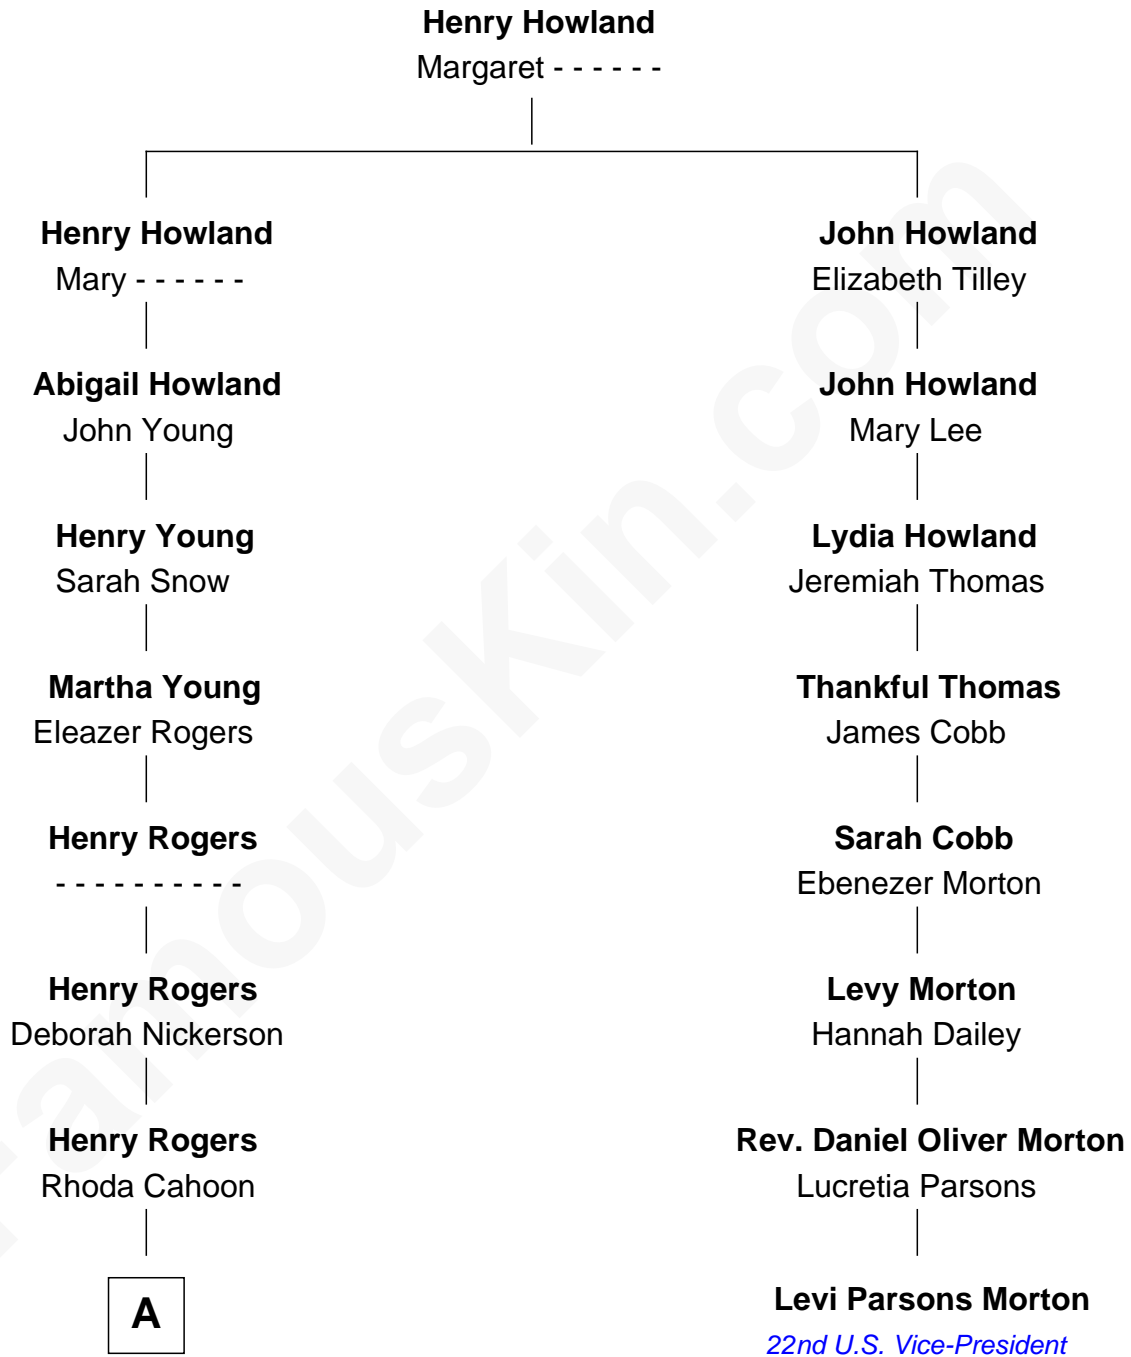 Henry Howland
Margaret - - - - - -
Henry Howland
Mary - - - - - -
Abigail Howland
John Young
Henry Young
Sarah Snow
Martha Young
Eleazer Rogers
Henry Rogers
- - - - - - - - - -
Henry Rogers
Deborah Nickerson
Henry Rogers
Rhoda Cahoon
A
John Howland
Elizabeth Tilley
John Howland
Mary Lee
Lydia Howland
Jeremiah Thomas
Thankful Thomas
James Cobb
Sarah Cobb
Ebenezer Morton
Levy Morton
Hannah Dailey
Rev. Daniel Oliver Morton
Lucretia Parsons
Levi Parsons Morton
22nd U.S. Vice-President
FamousKin.com